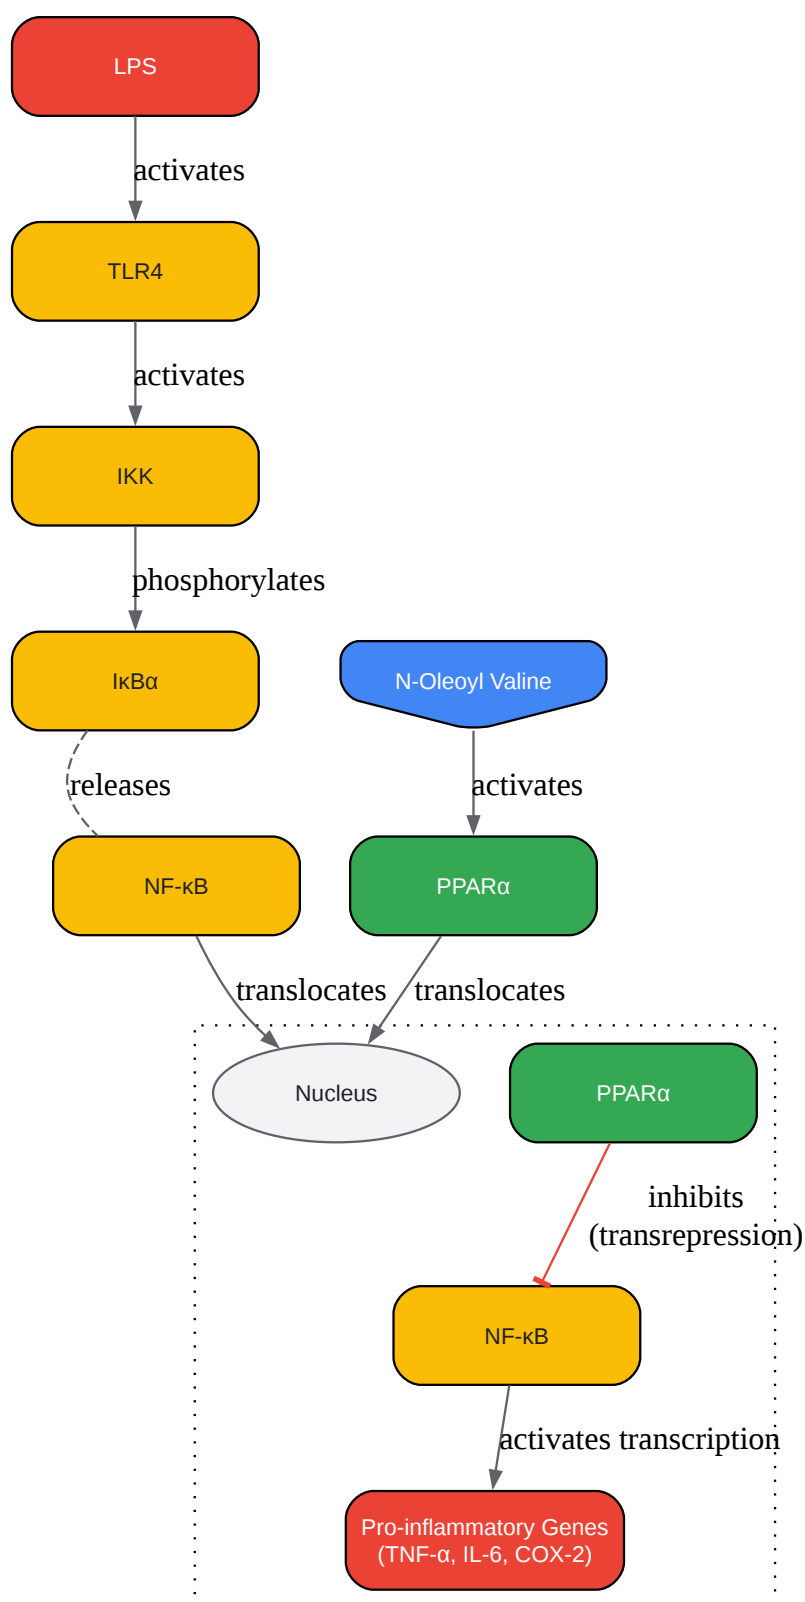 LPS
activates
TLR4
activates
IKK
phosphorylates
IκBα
N-Oleoyl Valine
releases
activates
NF-κB
PPARα
translocates
translocates
Nucleus
PPARα
inhibits
(transrepression)
NF-κB
activates transcription
Pro-inflammatory Genes
(TNF-α, IL-6, COX-2)